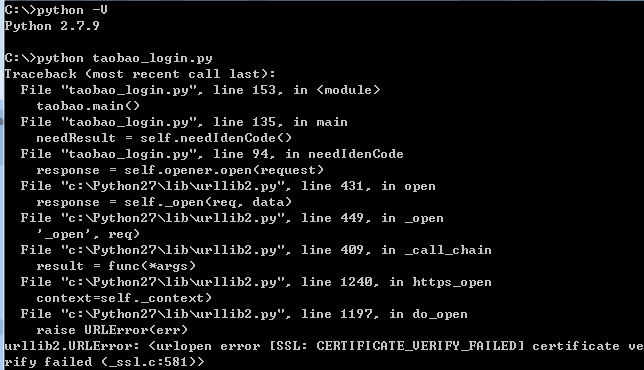 C:\>python -V
Python 2.7.9
C:\>python taobao_login.py
Traceback (most recent call last):
  File "taobao_login.py", line 153, in <module>
    taobao.main()
  File "taobao_login.py", line 135, in main
    needResult = self.needIdenCode()
  File "taobao_login.py", line 94, in needIdenCode
    response = self.opener.open(request)
  File "c:\Python27\lib\urllib2.py", line 431, in open
    response = self._open(req, data)
  File "c:\Python27\lib\urllib2.py", line 449, in _open
    '_open', req)
  File "c:\Python27\lib\urllib2.py", line 409, in _call_chain
    result = func(*args)
  File "c:\Python27\lib\urllib2.py", line 1240, in https_open
    context=self._context)
  File "c:\Python27\lib\urllib2.py", line 1197, in do_open
    raise URLError(err)
urllib2.URLError: <urlopen error [SSL: CERTIFICATE_VERIFY_FAILED] certificate ve
rify failed (_ssl.c:581)>